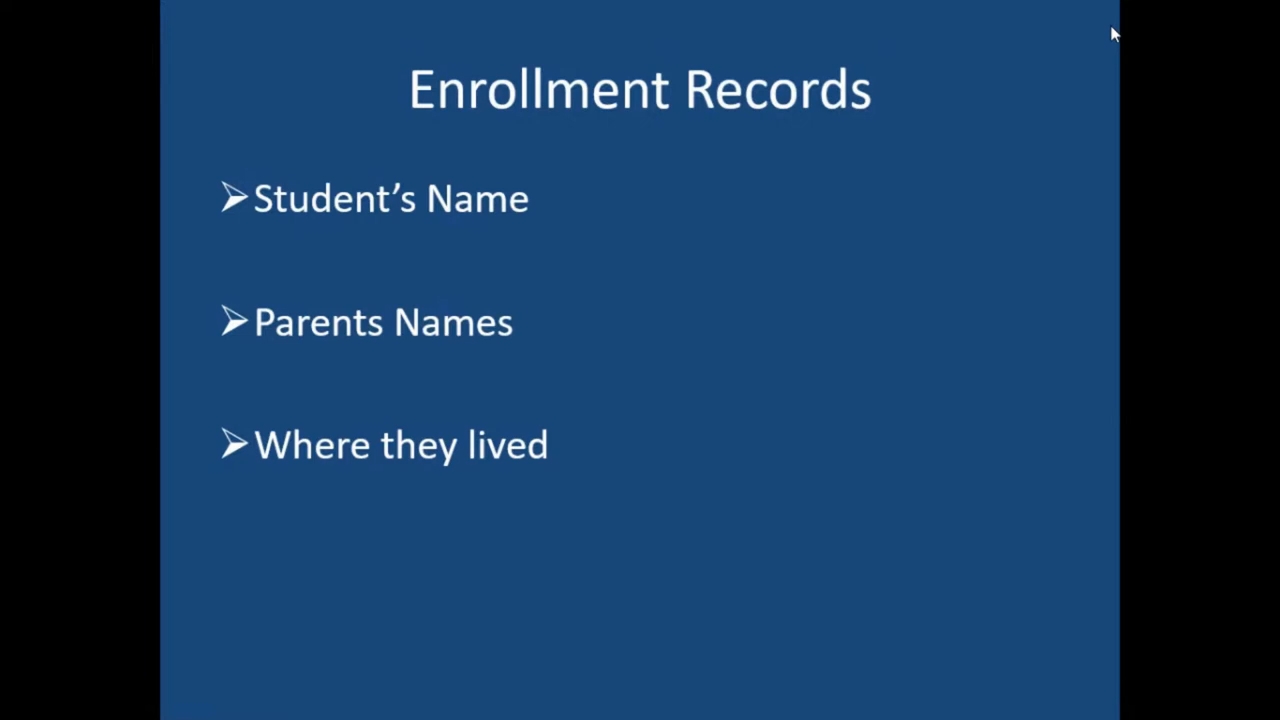 Enrollment Records
➢Student’s Name
➢Parents Names
➢Where they lived